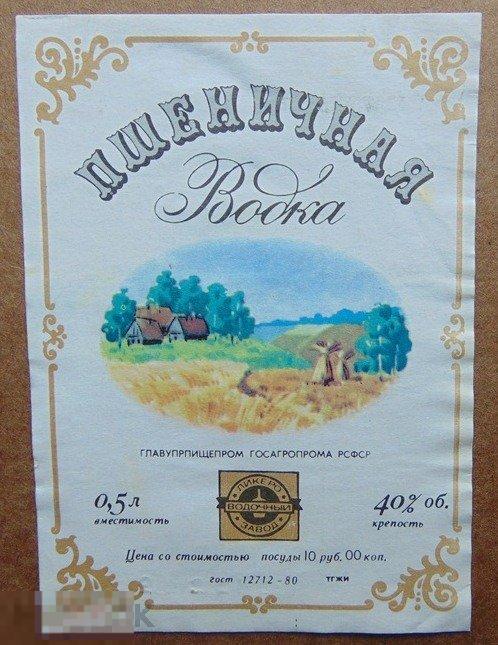 ПШЕНИЧНАЯ
Водка
ГЛАВУПРПИЩЕПРОМ ГОСАГРОПРОМА РСФСР
ЛИКЕРО
ВОДОЧНЫЙ
ЗАВОД
0,5 л
вместимость
40% об.
крепость
Цена со стоимостью посуды 10 руб. 00 коп.
гост 12712-80 тгжи